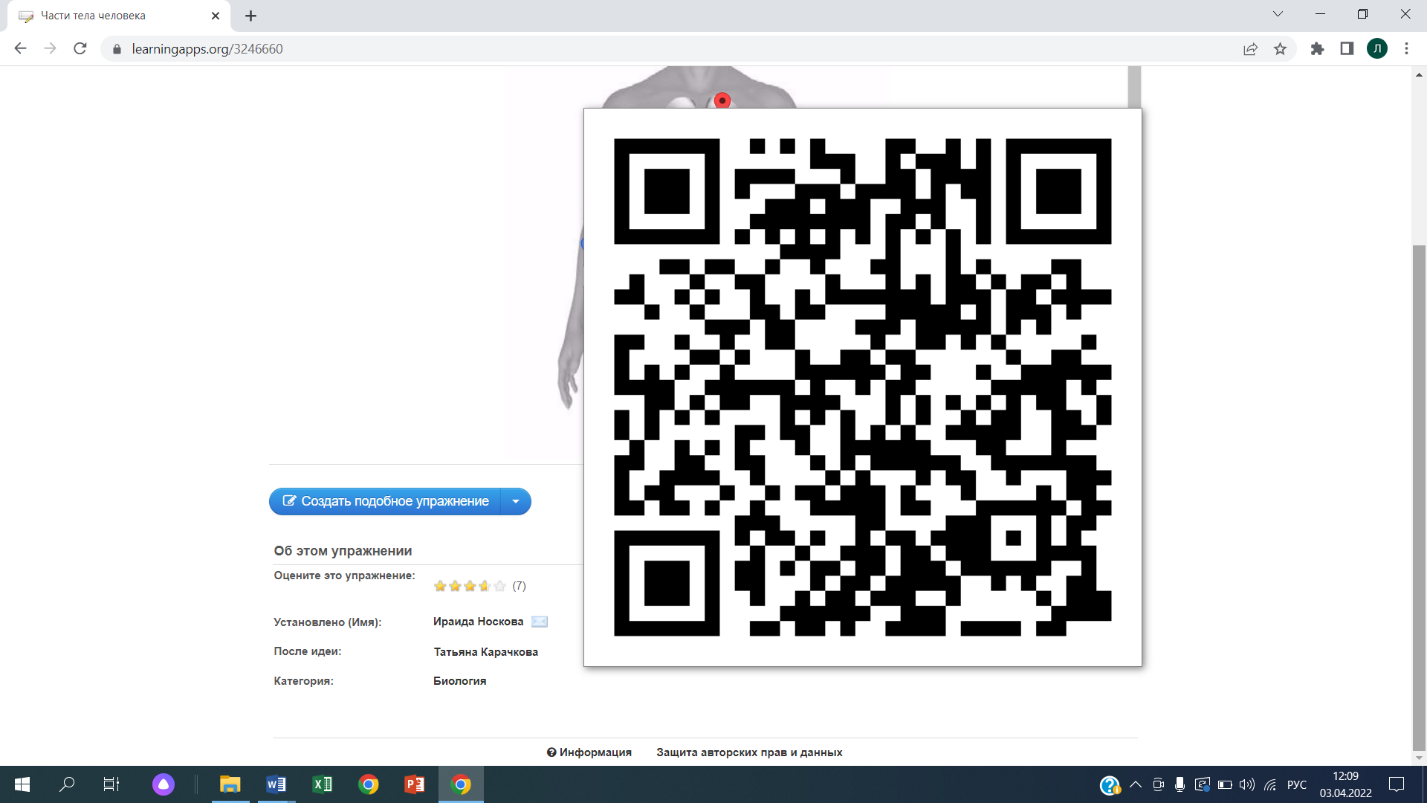 Части тела человека
learningapps.org/3246660
Л
Создать подобное упражнение
Об этом упражнении
Оцените это упражнение:
(7)
Установлено (Имя):
Ираида Носкова
После идеи:
Татьяна Карачкова
Категория:
Биология
Информация
Защита авторских прав и данных
РУС
12:09
03.04.2022